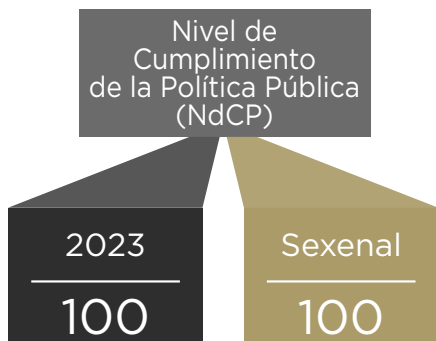 Nivel de
Cumplimiento
de la Política Pública
(NdCP)
2023
100
Sexenal
100